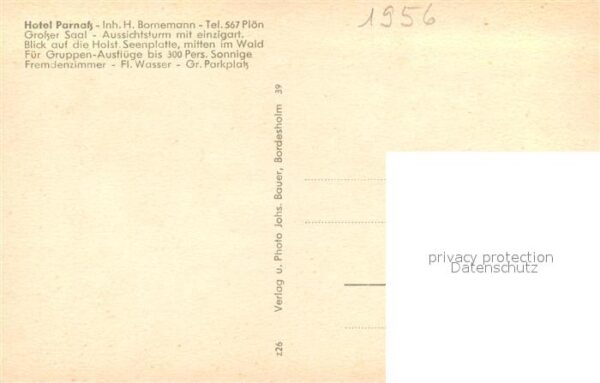 Hotel Parnaß - Inh. H. Bornemann - Tel. 567 Plön
Großer Saal - Aussichtsturm mit einzigart.
Blick auf die Holst. Seenplatte, mitten im Wald
Für Gruppen-Ausflüge bis 300 Pers. Sonnige
Fremdenzimmer - Fl. Wasser - Gr. Parkplatz
1956
z26 Verlag u. Photo Johs. Bauer, Bordesholm 39
privacy protection
Datenschutz